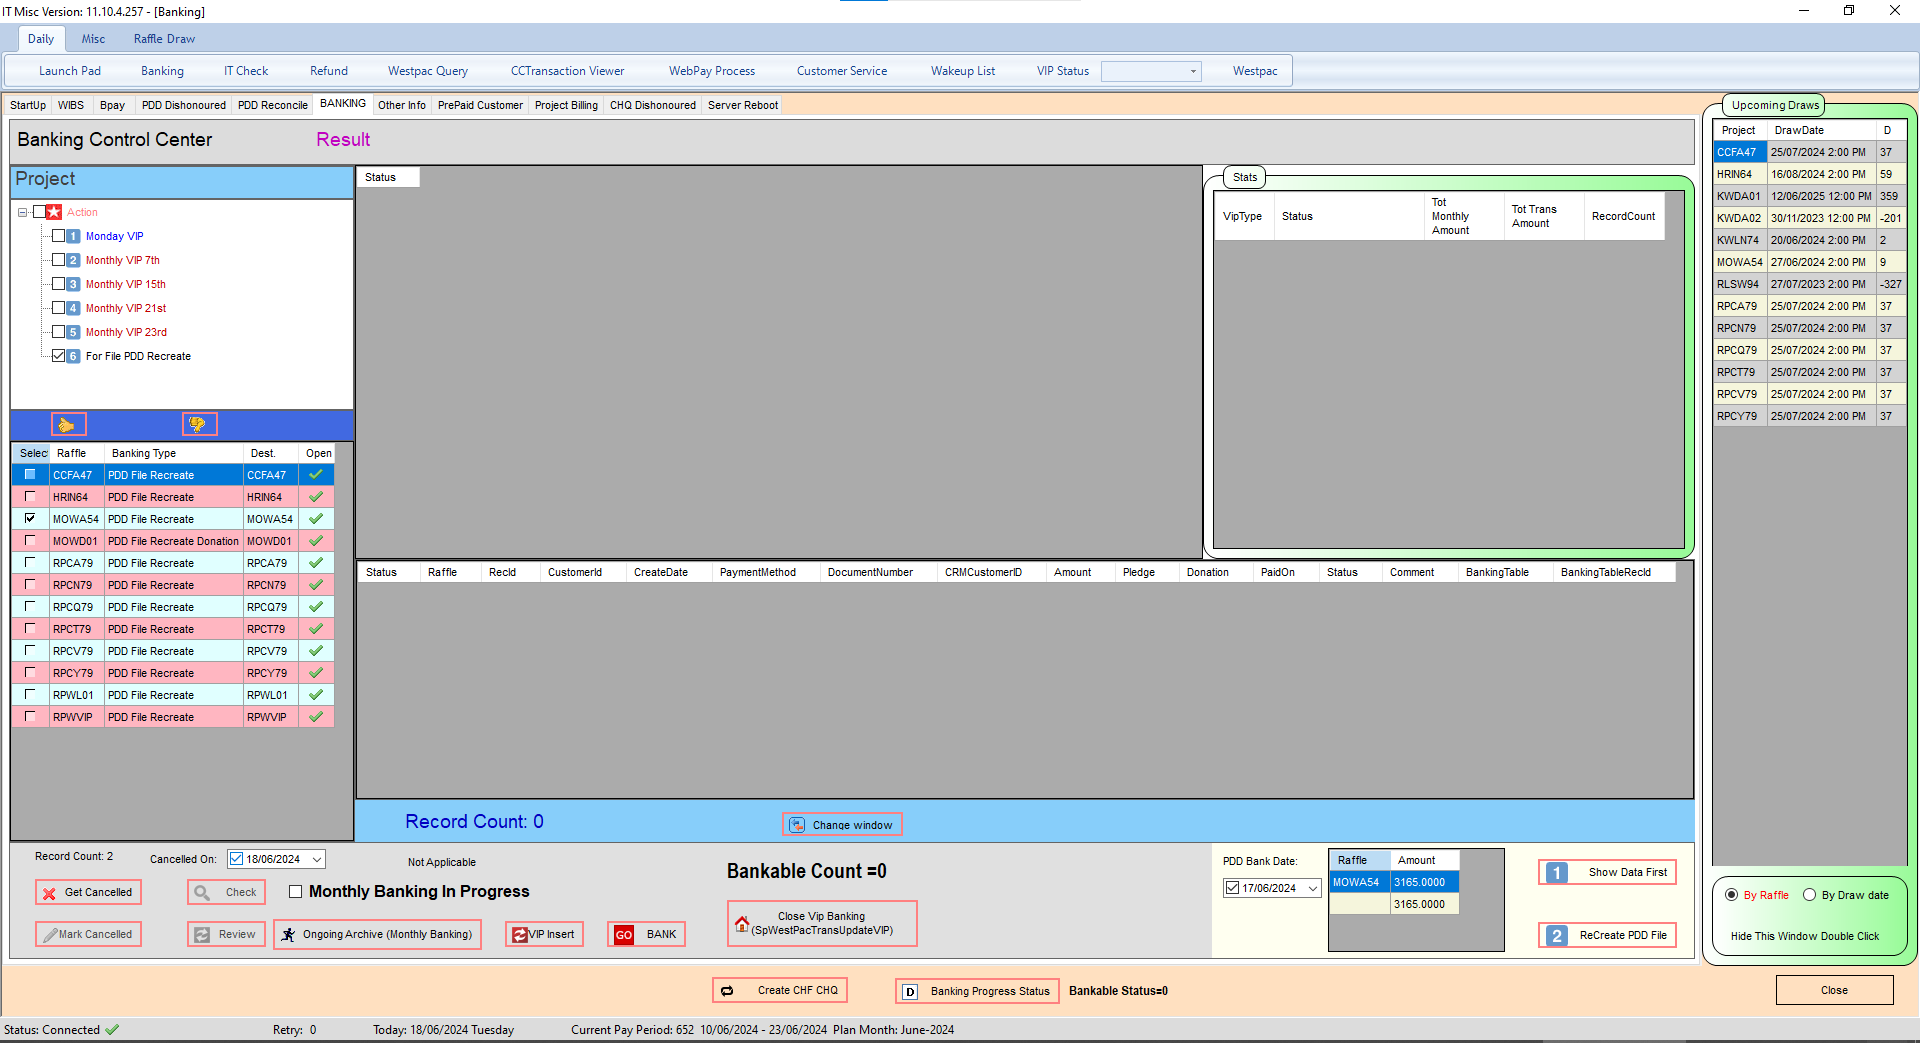 IT Misc Version: 11.10.4.257 - [Banking]
Daily Misc Raffle Draw
Launch Pad Banking IT Check Refund Westpac Query CCTransaction Viewer WebPay Process Customer Service Wakeup List VIP Status Westpac
StartUp WIBS Bpay PDD Dishonoured PDD Reconcile BANKING Other Info PrePaid Customer Project Billing CHQ Dishonoured Server Reboot
Banking Control Center Result
Project
Action
1 Monday VIP
2 Monthly VIP 7th
3 Monthly VIP 15th
4 Monthly VIP 21st
5 Monthly VIP 23rd
6 For File PDD Recreate
Selec Raffle Banking Type Dest. Open
CCFA47 PDD File Recreate CCFA47
HRIN64 PDD File Recreate HRIN64
MOWA54 PDD File Recreate MOWA54
MOWD01 PDD File Recreate Donation MOWD01
RPCA79 PDD File Recreate RPCA79
RPCN79 PDD File Recreate RPCN79
RPCQ79 PDD File Recreate RPCQ79
RPCT79 PDD File Recreate RPCT79
RPCV79 PDD File Recreate RPCV79
RPCY79 PDD File Recreate RPCY79
RPWL01 PDD File Recreate RPWL01
RPWVIP PDD File Recreate RPWVIP
Status
Stats
VipType Status Tot Monthly Amount Tot Trans Amount RecordCount
Status Raffle RecId CustomerId CreateDate PaymentMethod DocumentNumber CRMCustomerID Amount Pledge Donation PaidOn Status Comment BankingTable BankingTableRecId
Record Count: 0 Change window
Record Count: 2 Cancelled On: 18/06/2024 Not Applicable
Get Cancelled Check Monthly Banking In Progress
Mark Cancelled Review Ongoing Archive (Monthly Banking) VIP Insert GO BANK
Bankable Count =0
Close Vip Banking
(SpWestPacTransUpdateVIP)
PDD Bank Date:
17/06/2024
Raffle Amount
MOWA54 3165.0000
3165.0000
1 Show Data First
2 ReCreate PDD File
Create CHF CHQ D Banking Progress Status Bankable Status=0
Upcoming Draws
Project DrawDate D
CCFA47 25/07/2024 2:00 PM 37
HRIN64 16/08/2024 2:00 PM 59
KWDA01 12/06/2025 12:00 PM 359
KWDA02 30/11/2023 12:00 PM -201
KWLN74 20/06/2024 2:00 PM 2
MOWA54 27/06/2024 2:00 PM 9
RLSW94 27/07/2023 2:00 PM -327
RPCA79 25/07/2024 2:00 PM 37
RPCN79 25/07/2024 2:00 PM 37
RPCQ79 25/07/2024 2:00 PM 37
RPCT79 25/07/2024 2:00 PM 37
RPCV79 25/07/2024 2:00 PM 37
RPCY79 25/07/2024 2:00 PM 37
By Raffle By Draw date
Hide This Window Double Click
Close
Status: Connected Retry: 0 Today: 18/06/2024 Tuesday Current Pay Period: 652 10/06/2024 - 23/06/2024 Plan Month: June-2024